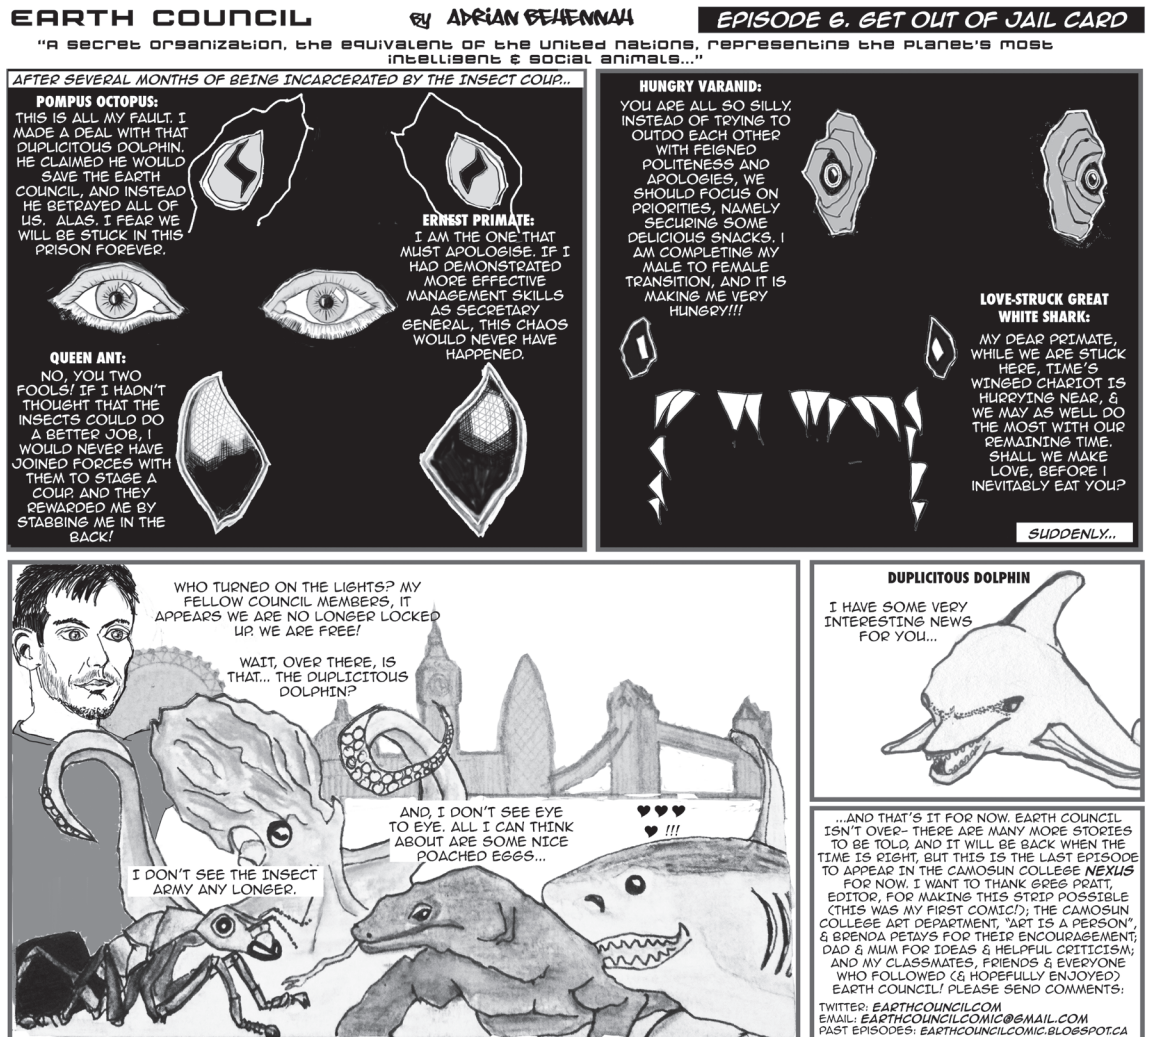 EARTH COUNCIL
BY ADRIAN BEHENNAH
EPISODE 6. GET OUT OF JAIL CARD
"A secret organization, the equivalent of the united nations, representing the planet's most
intelligent & social animals..."
AFTER SEVERAL MONTHS OF BEING INCARCERATED BY THE INSECT COUP...
POMPUS OCTOPUS:
THIS IS ALL MY FAULT. I
MADE A DEAL WITH THAT
DUPLICITOUS DOLPHIN.
HE CLAIMED HE WOULD
SAVE THE EARTH
COUNCIL, AND INSTEAD
HE BETRAYED ALL OF
US. ALAS. I FEAR WE
WILL BE STUCK IN THIS
PRISON FOREVER.
ERNEST PRIMATE:
I AM THE ONE THAT
MUST APOLOGISE. IF I
HAD DEMONSTRATED
MORE EFFECTIVE
MANAGEMENT SKILLS
AS SECRETARY
GENERAL, THIS CHAOS
WOULD NEVER HAVE
HAPPENED.
QUEEN ANT:
NO, YOU TWO
FOOLS! IF I HADN'T
THOUGHT THAT THE
INSECTS COULD DO
A BETTER JOB, I
WOULD NEVER HAVE
JOINED FORCES WITH
THEM TO STAGE A
COUP. AND THEY
REWARDED ME BY
STABBING ME IN THE
BACK!
HUNGRY VARANID:
YOU ARE ALL SO SILLY.
INSTEAD OF TRYING TO
OUTDO EACH OTHER
WITH FEIGNED
POLITENESS AND
APOLOGIES, WE
SHOULD FOCUS ON
PRIORITIES, NAMELY
SECURING SOME
DELICIOUS SNACKS. I
AM COMPLETING MY
MALE TO FEMALE
TRANSITION, AND IT IS
MAKING ME VERY
HUNGRY!!!
LOVE-STRUCK GREAT
WHITE SHARK:
MY DEAR PRIMATE,
WHILE WE ARE STUCK
HERE, TIME'S
WINGED CHARIOT IS
HURRYING NEAR, &
WE MAY AS WELL DO
THE MOST WITH OUR
REMAINING TIME.
SHALL WE MAKE
LOVE, BEFORE I
INEVITABLY EAT YOU?
SUDDENLY...
WHO TURNED ON THE LIGHTS? MY
FELLOW COUNCIL MEMBERS, IT
APPEARS WE ARE NO LONGER LOCKED
UP. WE ARE FREE!
WAIT, OVER THERE, IS
THAT... THE DUPLICITOUS
DOLPHIN?
AND, I DON'T SEE EYE
TO EYE. ALL I CAN THINK
ABOUT ARE SOME NICE
POACHED EGGS...
♥♥♥
♥ !!!
I DON'T SEE THE INSECT
ARMY ANY LONGER.
DUPLICITOUS DOLPHIN
I HAVE SOME VERY
INTERESTING NEWS
FOR YOU...
...AND THAT'S IT FOR NOW. EARTH COUNCIL
ISN'T OVER- THERE ARE MANY MORE STORIES
TO BE TOLD, AND IT WILL BE BACK WHEN THE
TIME IS RIGHT, BUT THIS IS THE LAST EPISODE
TO APPEAR IN THE CAMOSUN COLLEGE NEXUS
FOR NOW. I WANT TO THANK GREG PRATT,
EDITOR, FOR MAKING THIS STRIP POSSIBLE
(THIS WAS MY FIRST COMIC!); THE CAMOSUN
COLLEGE ART DEPARTMENT, "ART IS A PERSON",
& BRENDA PETAYS FOR THEIR ENCOURAGEMENT;
DAD & MUM FOR IDEAS & HELPFUL CRITICISM;
AND MY CLASSMATES, FRIENDS & EVERYONE
WHO FOLLOWED (& HOPEFULLY ENJOYED)
EARTH COUNCIL! PLEASE SEND COMMENTS:
TWITTER: EARTHCOUNCILCOM
EMAIL: EARTHCOUNCILCOMIC@GMAIL.COM
PAST EPISODES: EARTHCOUNCILCOMIC.BLOGSPOT.CA